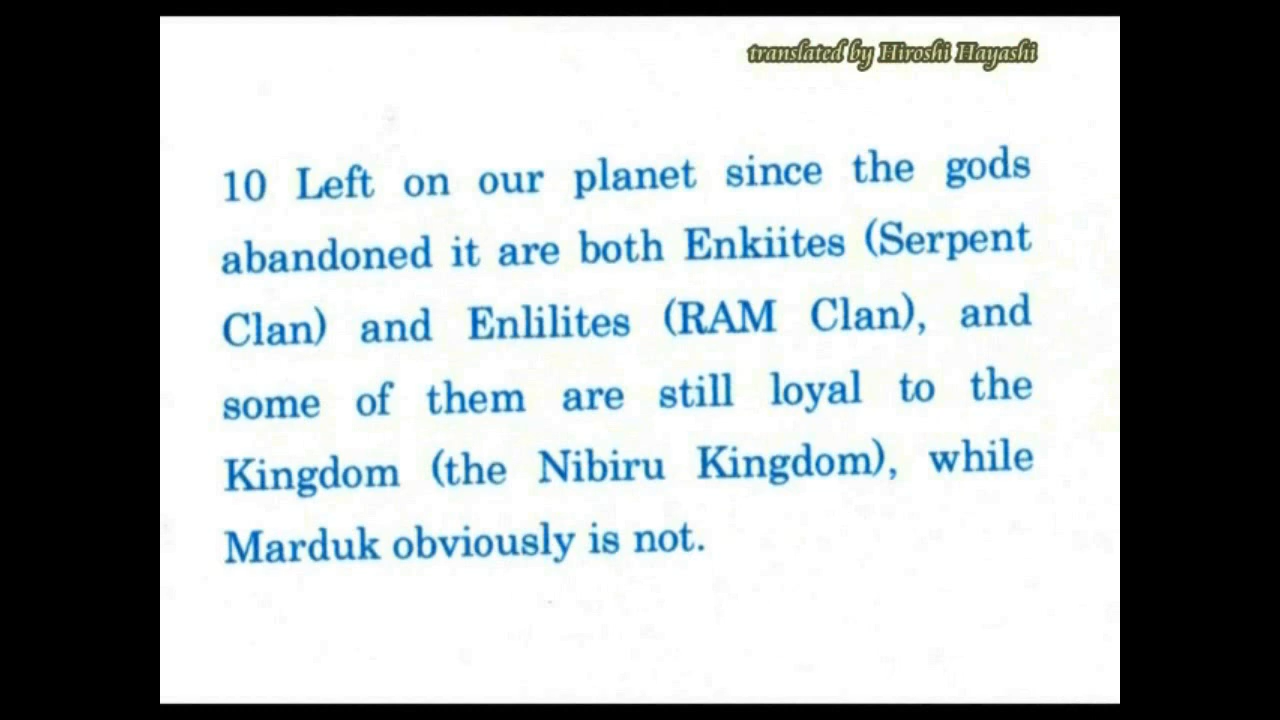 translated by Hiroshi Hayashi
10 Left on our planet since the gods
abandoned it are both Enkiites (Serpent
Clan) and Enlilites (RAM Clan), and
some of them are still loyal to the
Kingdom (the Nibiru Kingdom), while
Marduk obviously is not.